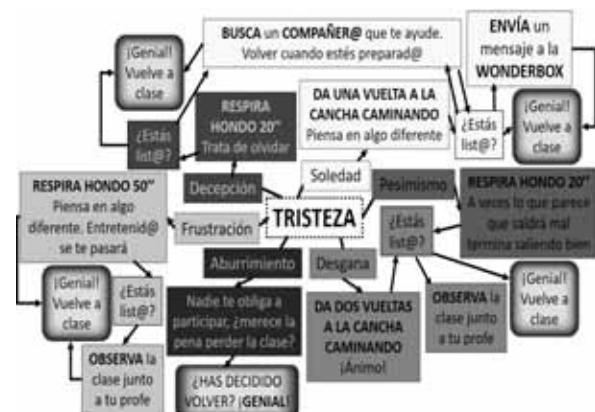 BUSCA un COMPAÑER@ que te ayude.
Volver cuando estés preparad@
ENVÍA un
mensaje a la
WONDERBOX
¡Genial!
Vuelve a
clase
RESPIRA
HONDO 20”
Trata de olvidar
DA UNA VUELTA A LA
CANCHA CAMINANDO
Piensa en algo diferente
¿Estás
list@?
¡Genial!
Vuelve a
clase
¿Estás
list@?
Soledad
Decepción
Pesimismo
RESPIRA HONDO 50”
Piensa en algo
diferente. Entretenid@
se te pasará
RESPIRA HONDO 20”
A veces lo que parece
que saldrá mal
termina saliendo bien
TRISTEZA
Frustración
¿Estás
list@?
Aburrimiento
Desgana
¡Genial!
Vuelve a
clase
¿Estás
list@?
Nadie te obliga a
participar, ¿merece la
pena perder la clase?
DA DOS VUELTAS
A LA CANCHA
CAMINANDO
¡Ánimo!
OBSERVA la
clase junto
a tu profe
¡Genial!
Vuelve a
clase
OBSERVA la
clase junto
a tu profe
¿HAS DECIDIDO
VOLVER? ¡GENIAL!